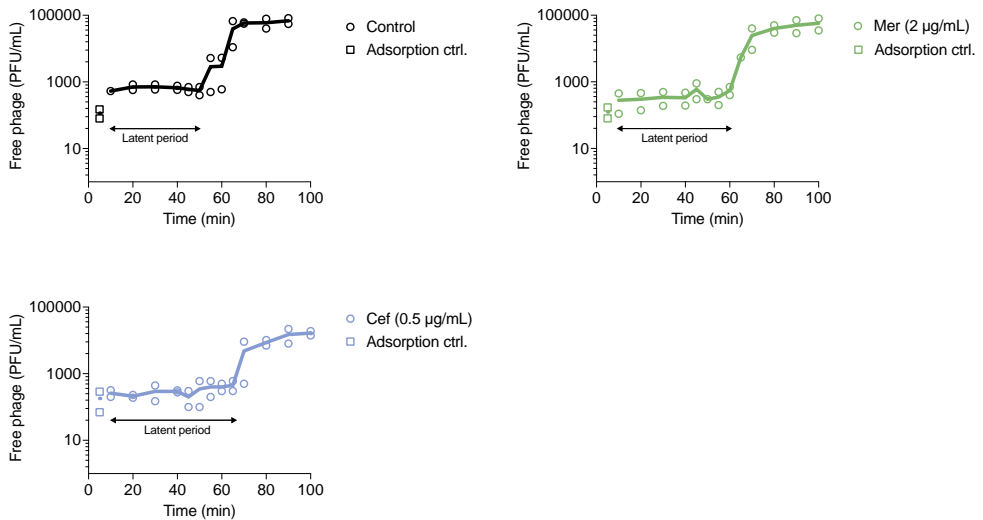 Free phage (PFU/mL)
100000
1000
10
0 20 40 60 80 100
Time (min)
Latent period
Control
Adsorption ctrl.
Free phage (PFU/mL)
100000
1000
10
0 20 40 60 80 100
Time (min)
Latent period
Mer (2 µg/mL)
Adsorption ctrl.
Free phage (PFU/mL)
100000
1000
10
0 20 40 60 80 100
Time (min)
Latent period
Cef (0.5 µg/mL)
Adsorption ctrl.